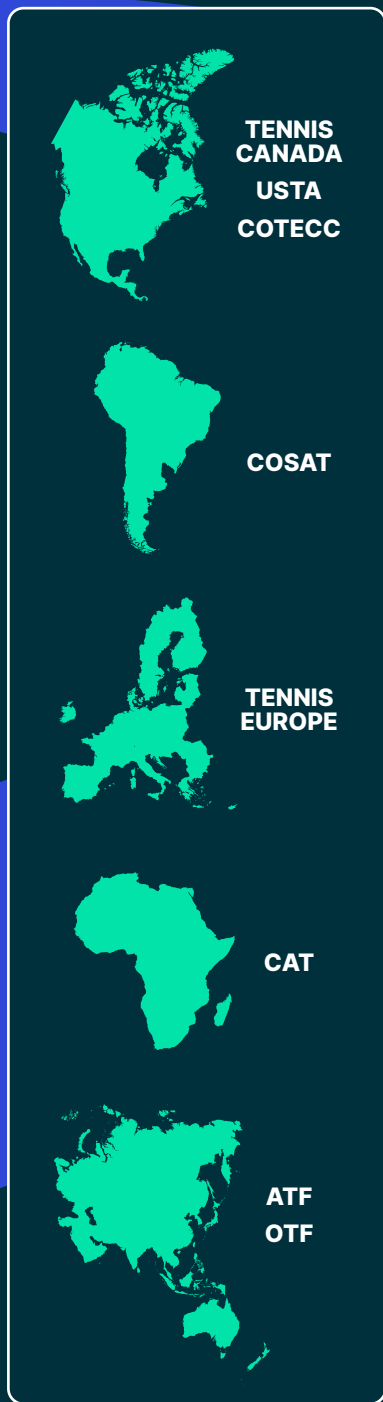 TENNIS
CANADA
USTA
COTECC
COSAT
TENNIS
EUROPE
CAT
ATF
OTF